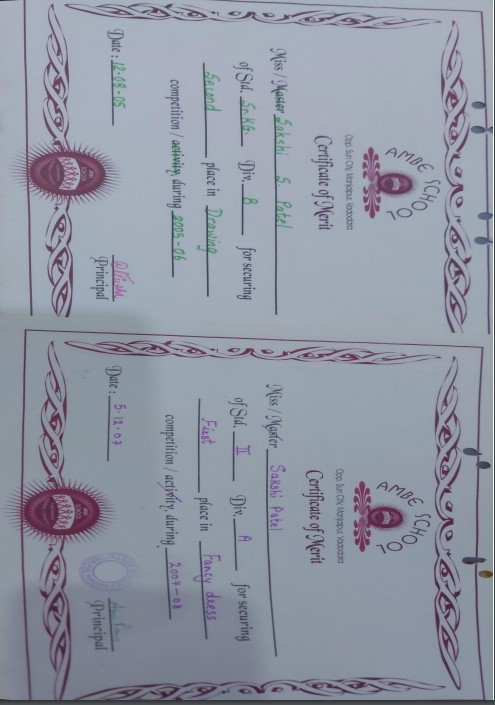 AMBE SCHOOL
Opp. Sun City, Manjalpur, Vadodara
Certificate of Merit
Miss / Master Sakshi S. Patel
of Std. Sr.KG. Div. B for securing
Second place in Drawing
competition / activity, during 2005-06
Date : 12-08-05
Principal
AMBE SCHOOL
Opp. Sun City, Manjalpur, Vadodara
Certificate of Merit
Miss / Master Sakshi Patel
of Std. II Div. A for securing
First place in Fancy dress
competition / activity, during 2007-08
Date : 5.12.07
Principal